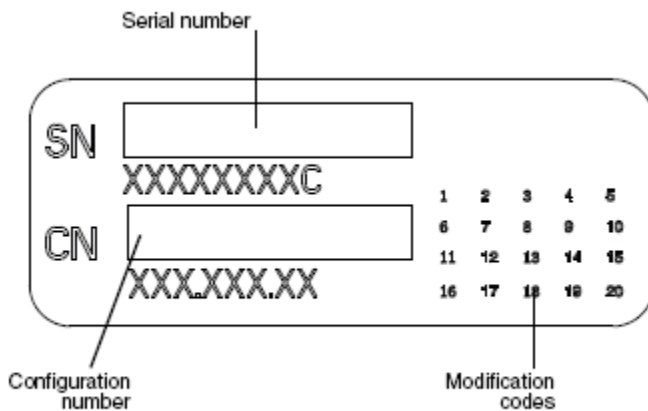 Serial number
SN
XXXXXXXXC
CN
XXX.XXX.XX
1 2 3 4 5
6 7 8 9 10
11 12 13 14 15
16 17 18 19 20
Configuration
number
Modification
codes